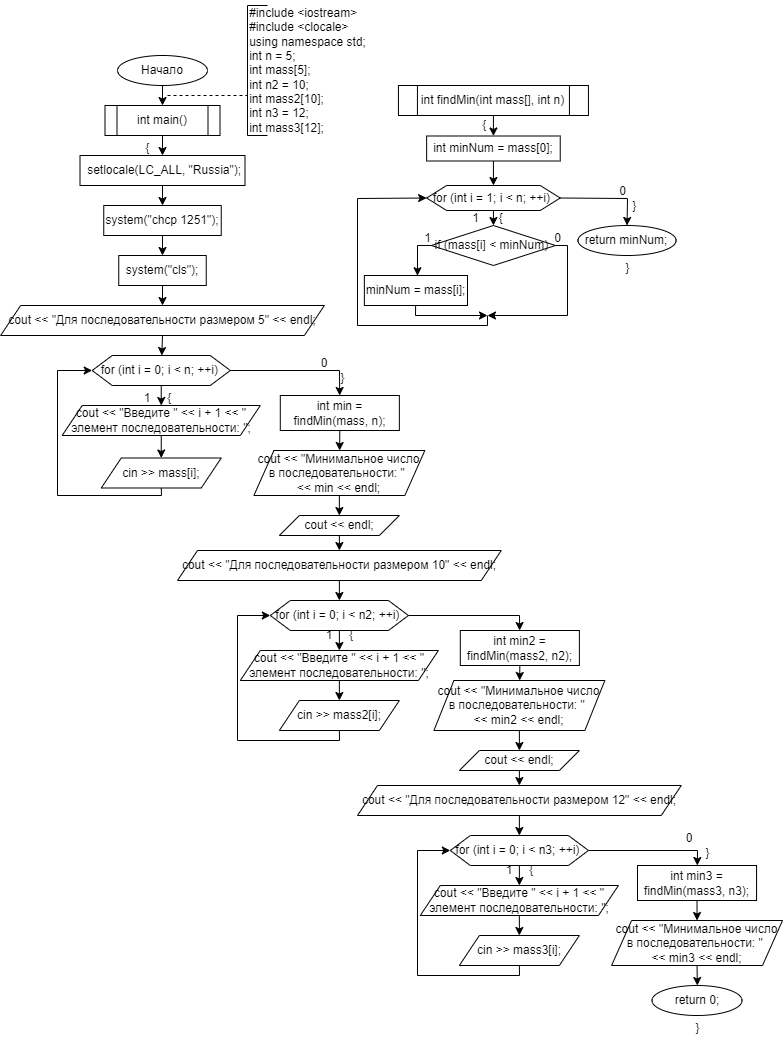 #include <iostream>
#include <clocale>
using namespace std;
int n = 5;
int mass[5];
int n2 = 10;
int mass2[10];
int n3 = 12;
int mass3[12];
Начало
int main()
{
setlocale(LC_ALL, "Russia");
system("chcp 1251");
system("cls");
cout << "Для последовательности размером 5" << endl;
for (int i = 0; i < n; ++i)
0
}
1 {
cout << "Введите " << i + 1 << "
элемент последовательности: ";
cin >> mass[i];
int min =
findMin(mass, n);
cout << "Минимальное число
в последовательности: "
<< min << endl;
cout << endl;
cout << "Для последовательности размером 10" << endl;
for (int i = 0; i < n2; ++i)
1 {
cout << "Введите " << i + 1 << "
элемент последовательности: ";
cin >> mass2[i];
int min2 =
findMin(mass2, n2);
cout << "Минимальное число
в последовательности: "
<< min2 << endl;
cout << endl;
cout << "Для последовательности размером 12" << endl;
for (int i = 0; i < n3; ++i)
0
}
1 {
cout << "Введите " << i + 1 << "
элемент последовательности: ";
cin >> mass3[i];
int min3 =
findMin(mass3, n3);
cout << "Минимальное число
в последовательности: "
<< min3 << endl;
return 0;
}
int findMin(int mass[], int n)
{
int minNum = mass[0];
for (int i = 1; i < n; ++i)
0
}
1 {
if (mass[i] < minNum)
1
0
minNum = mass[i];
return minNum;
}